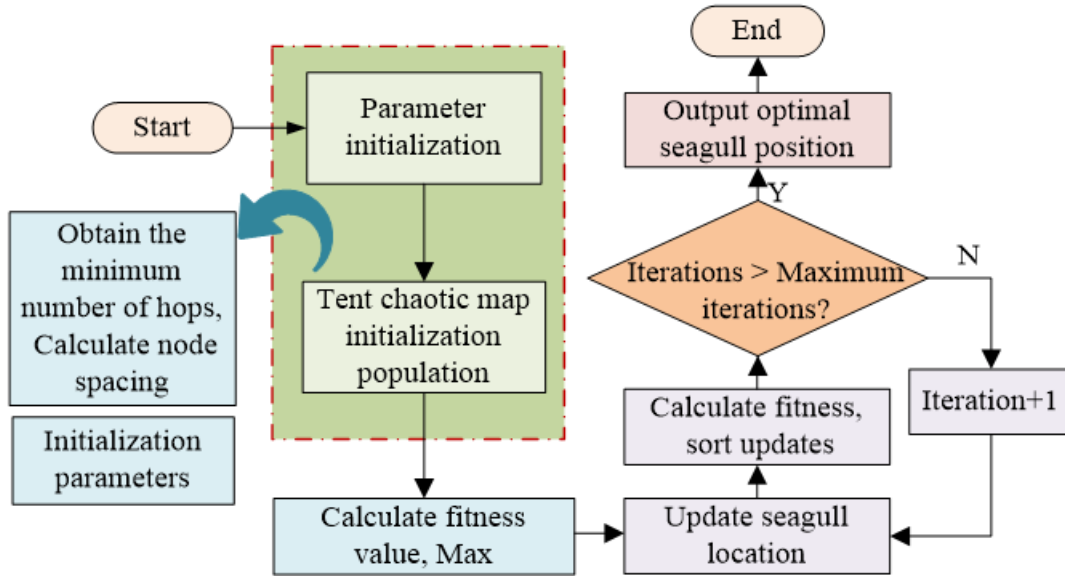 Start
Parameter
initialization
Obtain the
minimum
number of hops,
Calculate node
spacing
Initialization
parameters
Tent chaotic map
initialization
population
Calculate fitness
value, Max
Update seagull
location
Calculate fitness,
sort updates
Iterations > Maximum
iterations?
N
Iteration+1
Y
Output optimal
seagull position
End